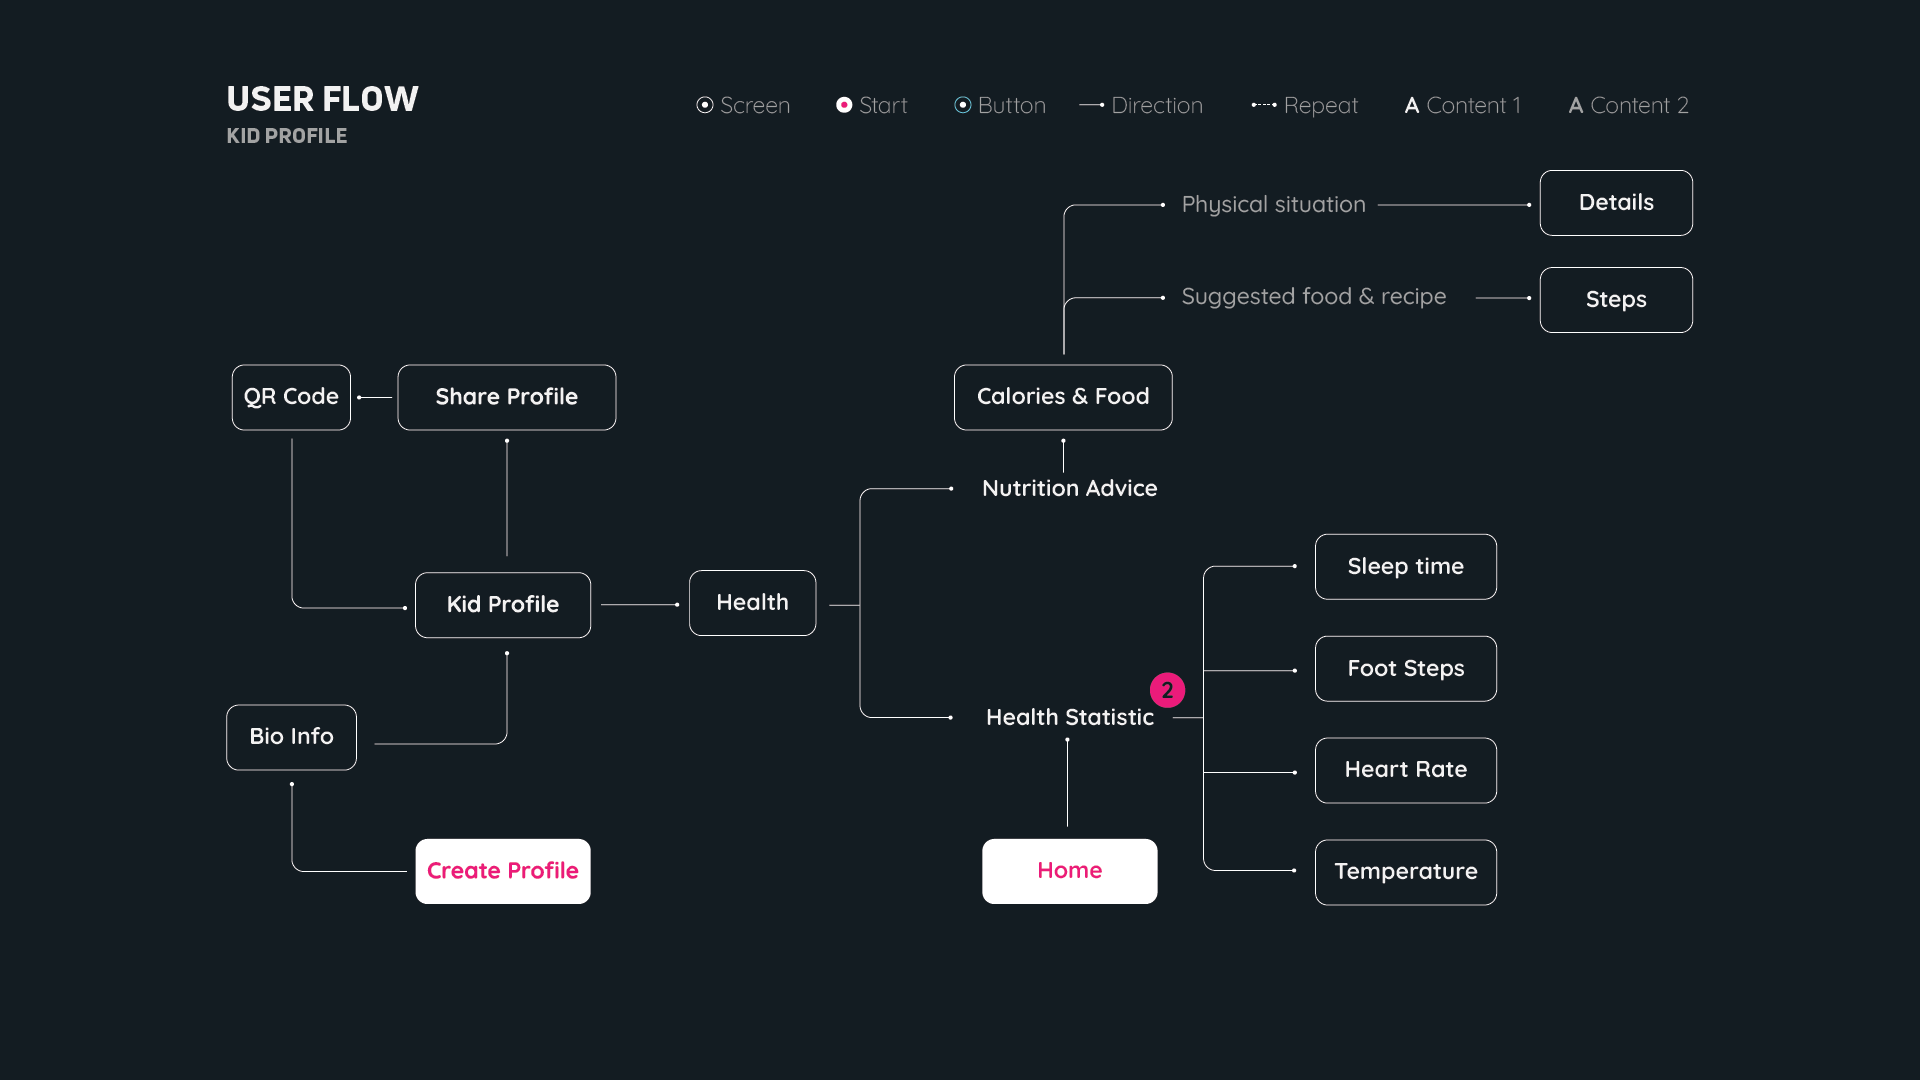 USER FLOW
KID PROFILE
Screen
Start
Button
Direction
Repeat
A Content 1
A Content 2
Physical situation
Details
Suggested food & recipe
Steps
QR Code
Share Profile
Calories & Food
Nutrition Advice
Kid Profile
Health
Sleep time
Foot Steps
2
Health Statistic
Bio Info
Heart Rate
Create Profile
Home
Temperature